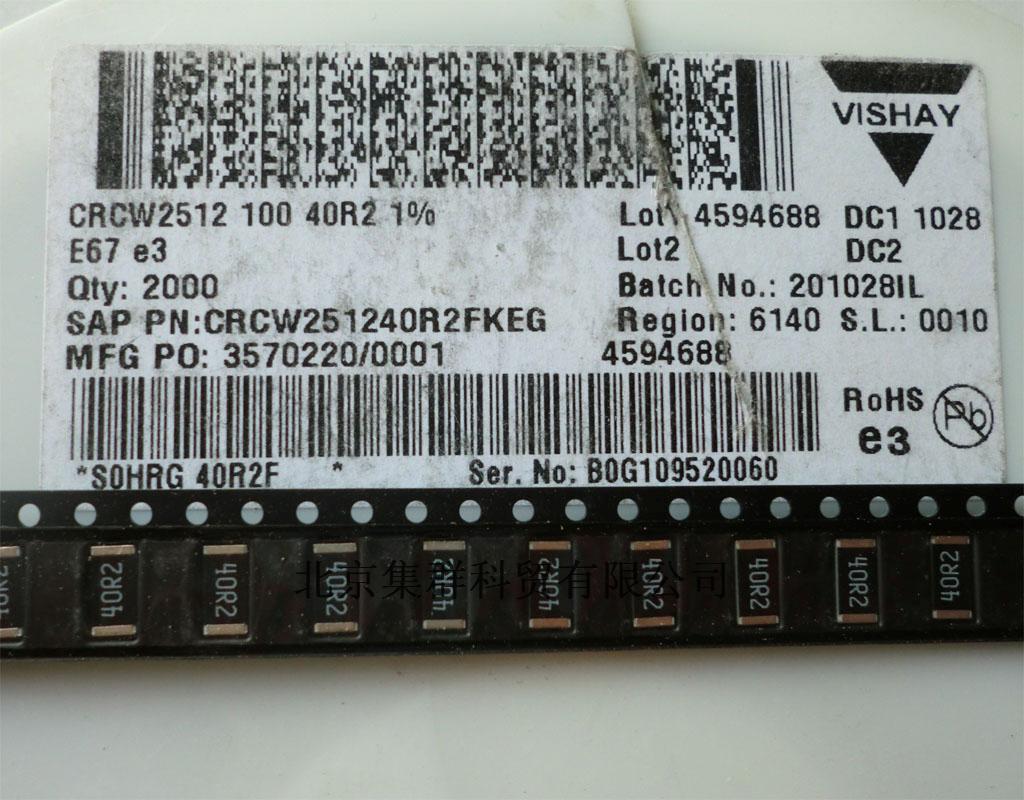 VISHAY
CRCW2512 100 40R2 1%
Lot1 4594688 DC1 1028
E67 e3
Lot2 DC2
Qty: 2000
Batch No.: 201028IL
SAP PN:CRCW251240R2FKEG
Region: 6140 S.L.: 0010
MFG PO: 3570220/0001
4594688
RoHS
Pb
e3
*S0HRG 40R2F *
Ser. No: B0G109520060
40R2 40R2 40R2 40R2 40R2 40R2 40R2 40R2 40R2 40R2
北京集群科贸有限公司